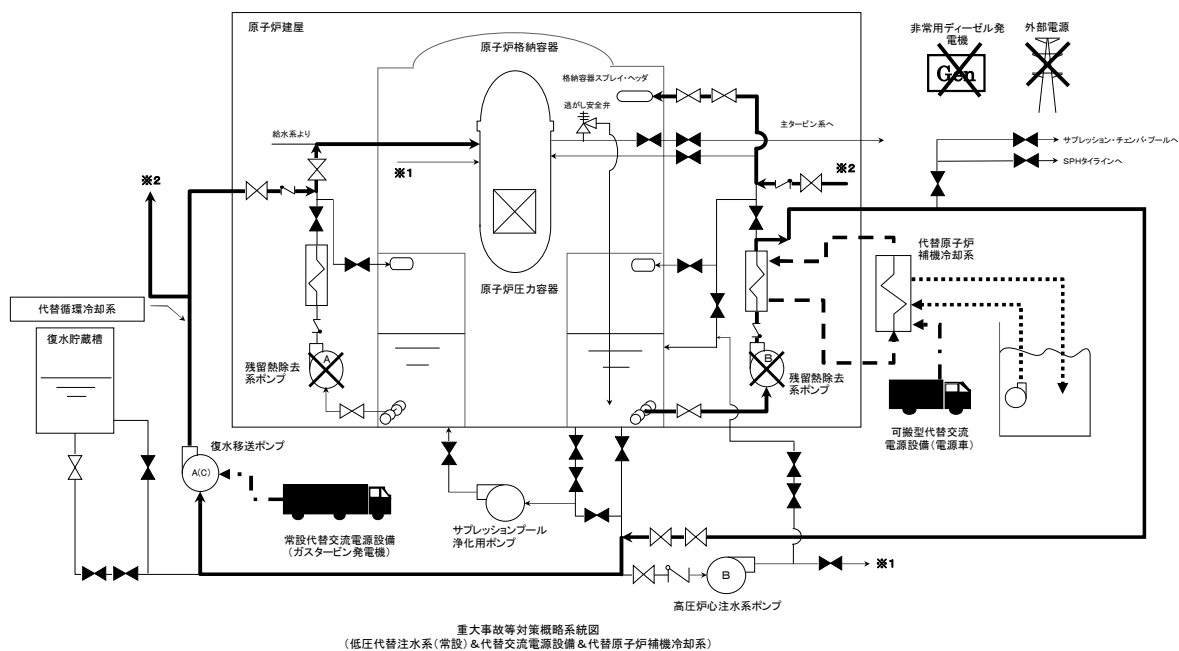 原子炉建屋
原子炉格納容器
非常用ディーゼル発
電機
外部電源
Gen
格納容器スプレイ・ヘッダ
逃がし安全弁
給水系より
主タービン系へ
サプレッション・チェンバ・プールへ
SPHタイラインへ
※1
※2
※2
代替原子炉
補機冷却系
原子炉圧力容器
代替循環冷却系
復水貯蔵槽
A
B
残留熱除去
系ポンプ
残留熱除去
系ポンプ
可搬型代替交流
電源設備(電源車)
復水移送ポンプ
A(C)
常設代替交流電源設備
(ガスタービン発電機)
サプレッションプール
浄化用ポンプ
B
※1
高圧炉心注水系ポンプ
重大事故等対策概略系統図
(低圧代替注水系(常設)&代替交流電源設備&代替原子炉補機冷却系)